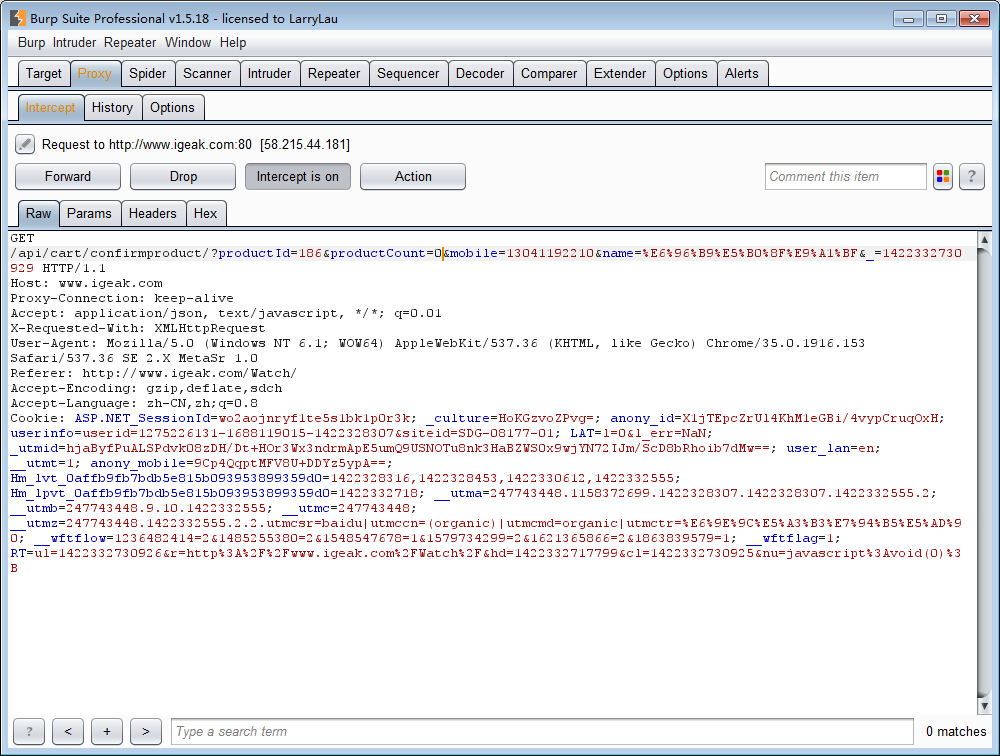 Burp Suite Professional v1.5.18 - licensed to LarryLau
Burp Intruder Repeater Window Help
Target Proxy Spider Scanner Intruder Repeater Sequencer Decoder Comparer Extender Options Alerts
Intercept History Options
Request to http://www.igeak.com:80 [58.215.44.181]
Forward Drop Intercept is on Action Comment this item ?
Raw Params Headers Hex
GET
/api/cart/confirmproduct/?productId=186&productCount=0&mobile=13041192210&name=%E6%96%B9%E5%B0%8F%E9%A1%BF&_=1422332730
929 HTTP/1.1
Host: www.igeak.com
Proxy-Connection: keep-alive
Accept: application/json, text/javascript, */*; q=0.01
X-Requested-With: XMLHttpRequest
User-Agent: Mozilla/5.0 (Windows NT 6.1; WOW64) AppleWebKit/537.36 (KHTML, like Gecko) Chrome/35.0.1916.153
Safari/537.36 SE 2.X MetaSr 1.0
Referer: http://www.igeak.com/Watch/
Accept-Encoding: gzip,deflate,sdch
Accept-Language: zh-CN,zh;q=0.8
Cookie: ASP.NET_SessionId=wo2aojnryf1te5s1bk1p0r3k; _culture=HoKGzvoZPvg=; anony_id=X1jTEpcZrU14KhM1eGBi/4vypCruqOxH;
userinfo=userid=1275226131-1688119015-1422328307&siteid=SDG-08177-01; LAT=1=0&l_err=NaN;
_utmid=hjaByfPuALSPdvk08zDH/Dt+HOr3Wx3ndrmApE5umQ9USNOTu8nk3HaBZWS0x9wjYN72IJm/ScD8bRhoib7dMw==; user_lan=en;
__utmt=1; anony_mobile=9Cp4QqptMFV8U+DDYz5ypA==;
Hm_lvt_0affb9fb7bdb5e815b093953899359d0=1422328316,1422328453,1422330612,1422332555;
Hm_lpvt_0affb9fb7bdb5e815b093953899359d0=1422332718; __utma=247743448.1158372699.1422328307.1422328307.1422332555.2;
__utmb=247743448.9.10.1422332555; __utmc=247743448;
__utmz=247743448.1422332555.2.2.utmcsr=baidu|utmccn=(organic)|utmcmd=organic|utmctr=%E6%9E%9C%E5%A3%B3%E7%94%B5%E5%AD%9
0; __wftflow=1236482414=2&1485255380=2&1548547678=1&1579734299=2&1621365866=2&1863839579=1; __wftflag=1;
RT=ul=1422332730926&r=http%3A%2F%2Fwww.igeak.com%2FWatch%2F&hd=1422332717799&cl=1422332730925&nu=javascript%3Avoid(0)%3
B
? < + > Type a search term 0 matches